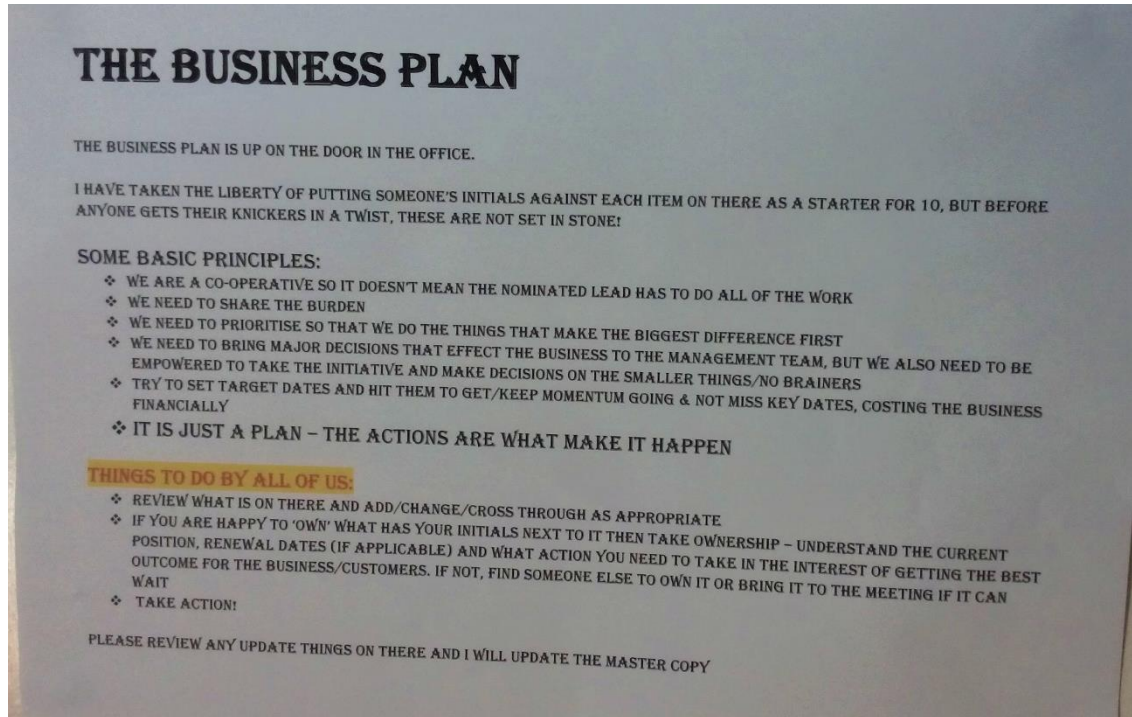 THE BUSINESS PLAN
THE BUSINESS PLAN IS UP ON THE DOOR IN THE OFFICE.
I HAVE TAKEN THE LIBERTY OF PUTTING SOMEONE'S INITIALS AGAINST EACH ITEM ON THERE AS A STARTER FOR 10, BUT BEFORE
ANYONE GETS THEIR KNICKERS IN A TWIST, THESE ARE NOT SET IN STONE!
SOME BASIC PRINCIPLES:
❖ WE ARE A CO-OPERATIVE SO IT DOESN'T MEAN THE NOMINATED LEAD HAS TO DO ALL OF THE WORK
❖ WE NEED TO SHARE THE BURDEN
❖ WE NEED TO PRIORITISE SO THAT WE DO THE THINGS THAT MAKE THE BIGGEST DIFFERENCE FIRST
❖ WE NEED TO BRING MAJOR DECISIONS THAT EFFECT THE BUSINESS TO THE MANAGEMENT TEAM, BUT WE ALSO NEED TO BE
EMPOWERED TO TAKE THE INITIATIVE AND MAKE DECISIONS ON THE SMALLER THINGS/NO BRAINERS
❖ TRY TO SET TARGET DATES AND HIT THEM TO GET/KEEP MOMENTUM GOING & NOT MISS KEY DATES, COSTING THE BUSINESS
FINANCIALLY
❖ IT IS JUST A PLAN – THE ACTIONS ARE WHAT MAKE IT HAPPEN
THINGS TO DO BY ALL OF US:
❖ REVIEW WHAT IS ON THERE AND ADD/CHANGE/CROSS THROUGH AS APPROPRIATE
❖ IF YOU ARE HAPPY TO 'OWN' WHAT HAS YOUR INITIALS NEXT TO IT THEN TAKE OWNERSHIP – UNDERSTAND THE CURRENT
POSITION, RENEWAL DATES (IF APPLICABLE) AND WHAT ACTION YOU NEED TO TAKE IN THE INTEREST OF GETTING THE BEST
OUTCOME FOR THE BUSINESS/CUSTOMERS. IF NOT, FIND SOMEONE ELSE TO OWN IT OR BRING IT TO THE MEETING IF IT CAN
WAIT
❖ TAKE ACTION!
PLEASE REVIEW ANY UPDATE THINGS ON THERE AND I WILL UPDATE THE MASTER COPY